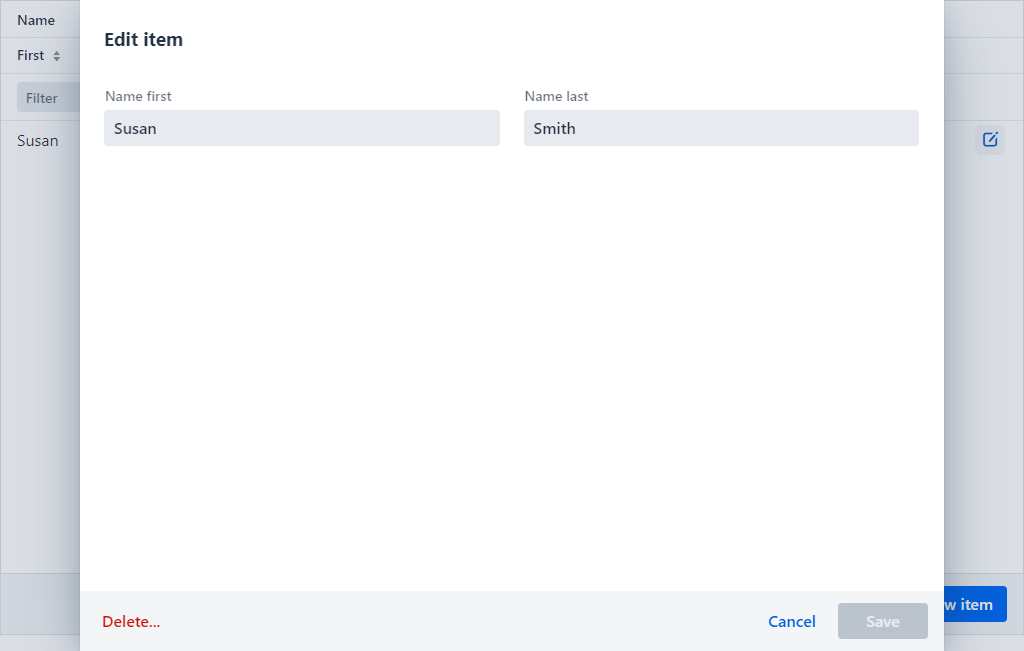 Name
First
Filter
Susan
Edit item
Name first
Name last
Susan
Smith
Delete...
Cancel
Save
w item